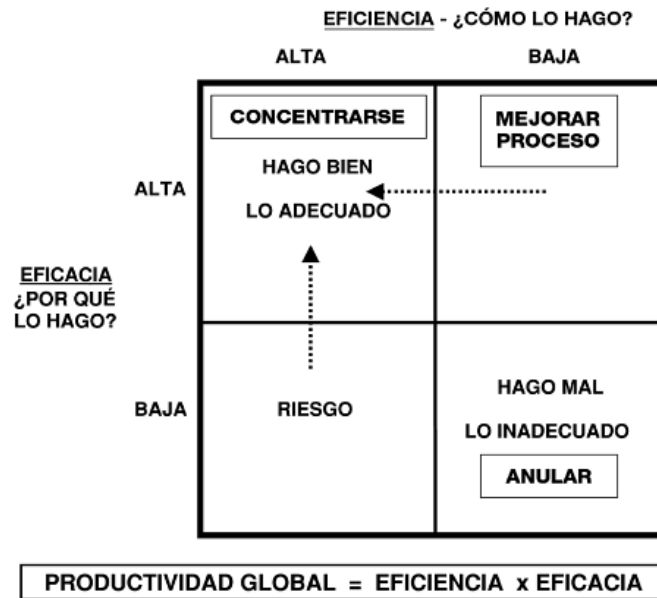 EFICIENCIA - ¿CÓMO LO HAGO?
ALTA BAJA
CONCENTRARSE
MEJORAR
PROCESO
HAGO BIEN
LO ADECUADO
ALTA
EFICACIA
¿POR QUÉ
LO HAGO?
BAJA
RIESGO
HAGO MAL
LO INADECUADO
ANULAR
PRODUCTIVIDAD GLOBAL = EFICIENCIA x EFICACIA